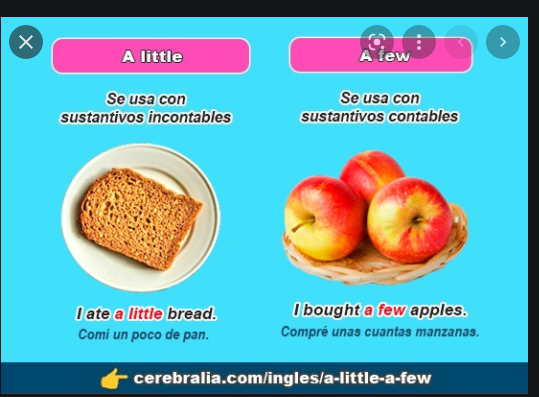 A little
Se usa con
sustantivos incontables
I ate a little bread.
Comí un poco de pan.
A few
Se usa con
sustantivos contables
I bought a few apples.
Compré unas cuantas manzanas.
cerebralia.com/ingles/a-little-a-few